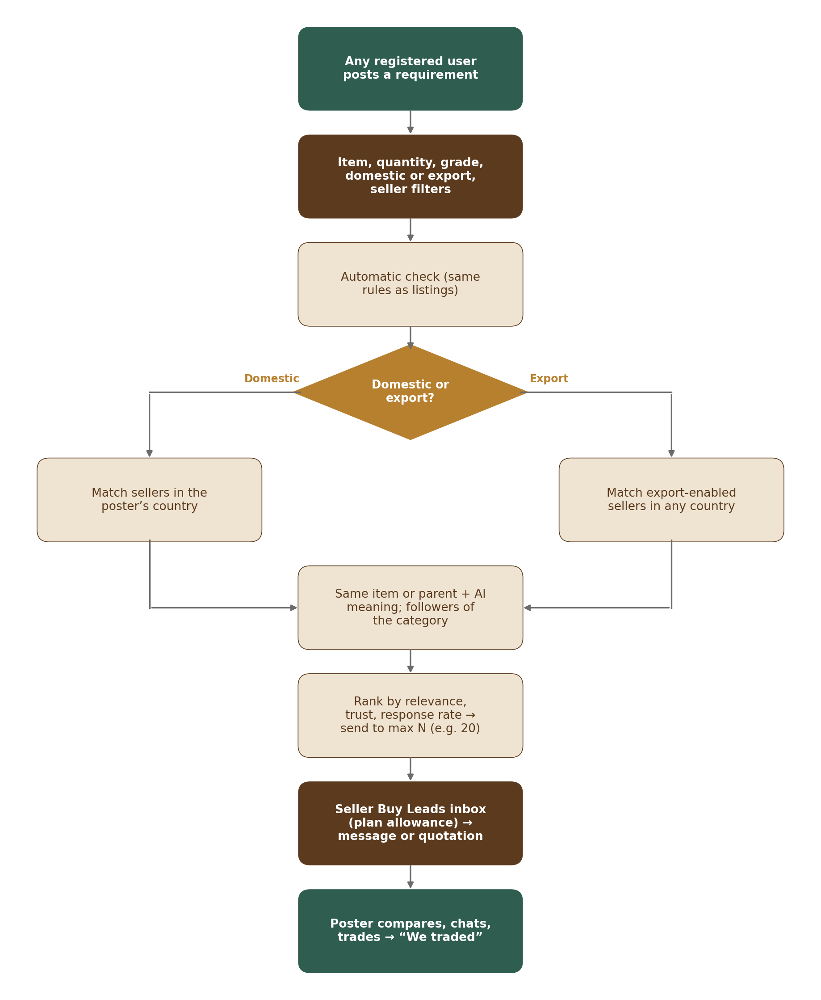 Any registered user
posts a requirement
Item, quantity, grade,
domestic or export,
seller filters
Automatic check (same
rules as listings)
Domestic
Domestic or
export?
Export
Match sellers in the
poster’s country
Match export-enabled
sellers in any country
Same item or parent + AI
meaning; followers of
the category
Rank by relevance,
trust, response rate →
send to max N (e.g. 20)
Seller Buy Leads inbox
(plan allowance) →
message or quotation
Poster compares, chats,
trades → “We traded”